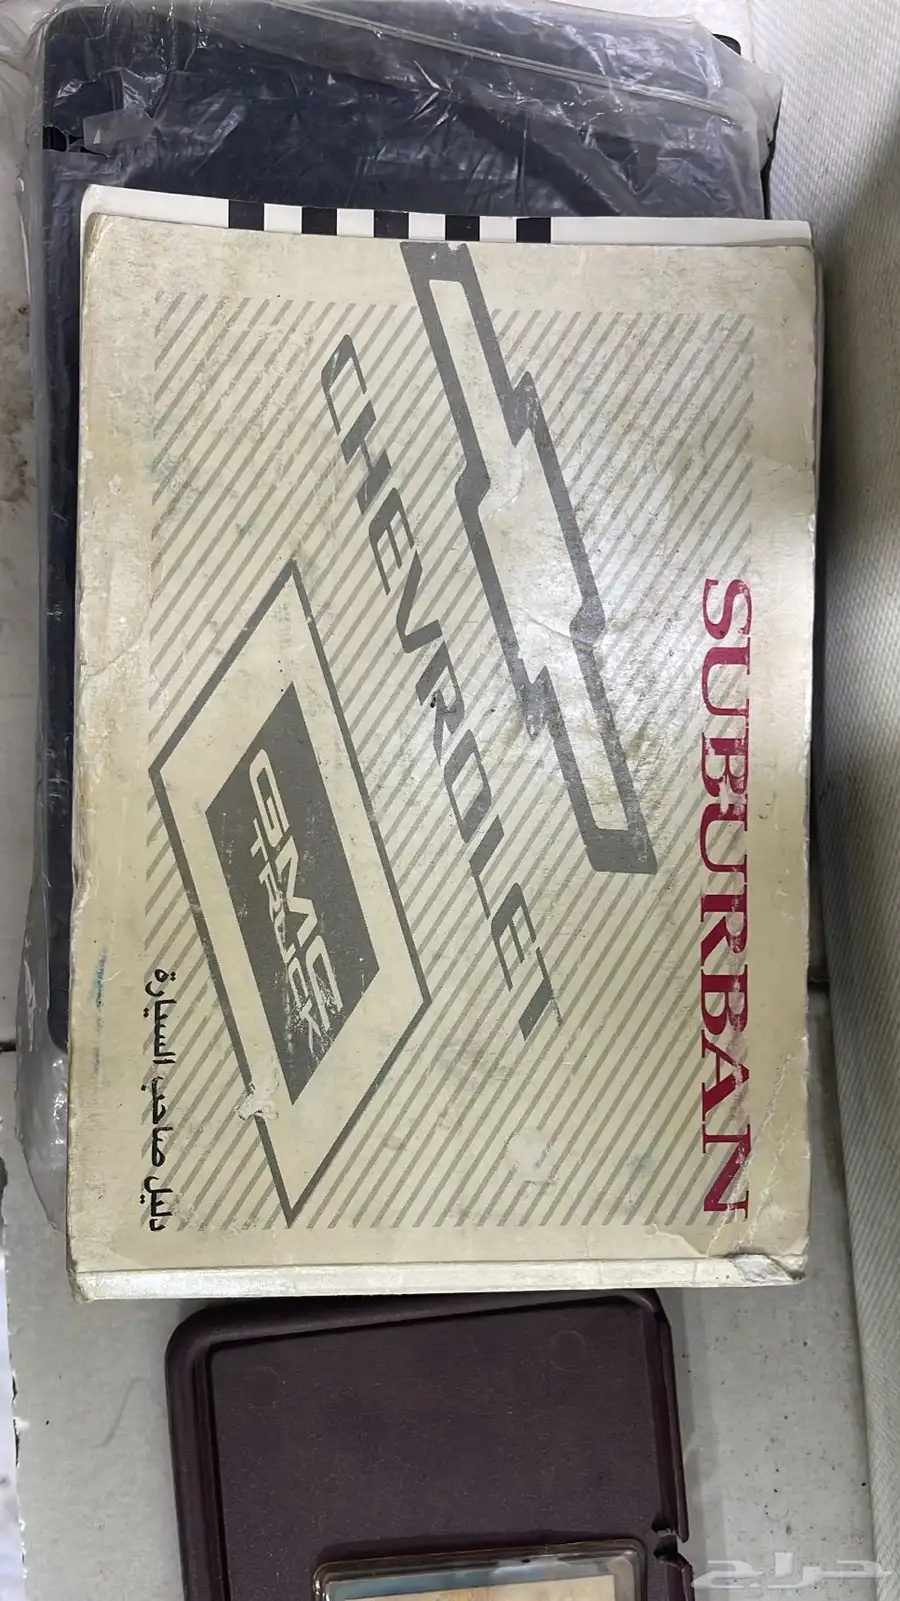 SUBURBAN
CHEVROLET
GMC
TRUCK
دليل صاحب السيارة
حراج